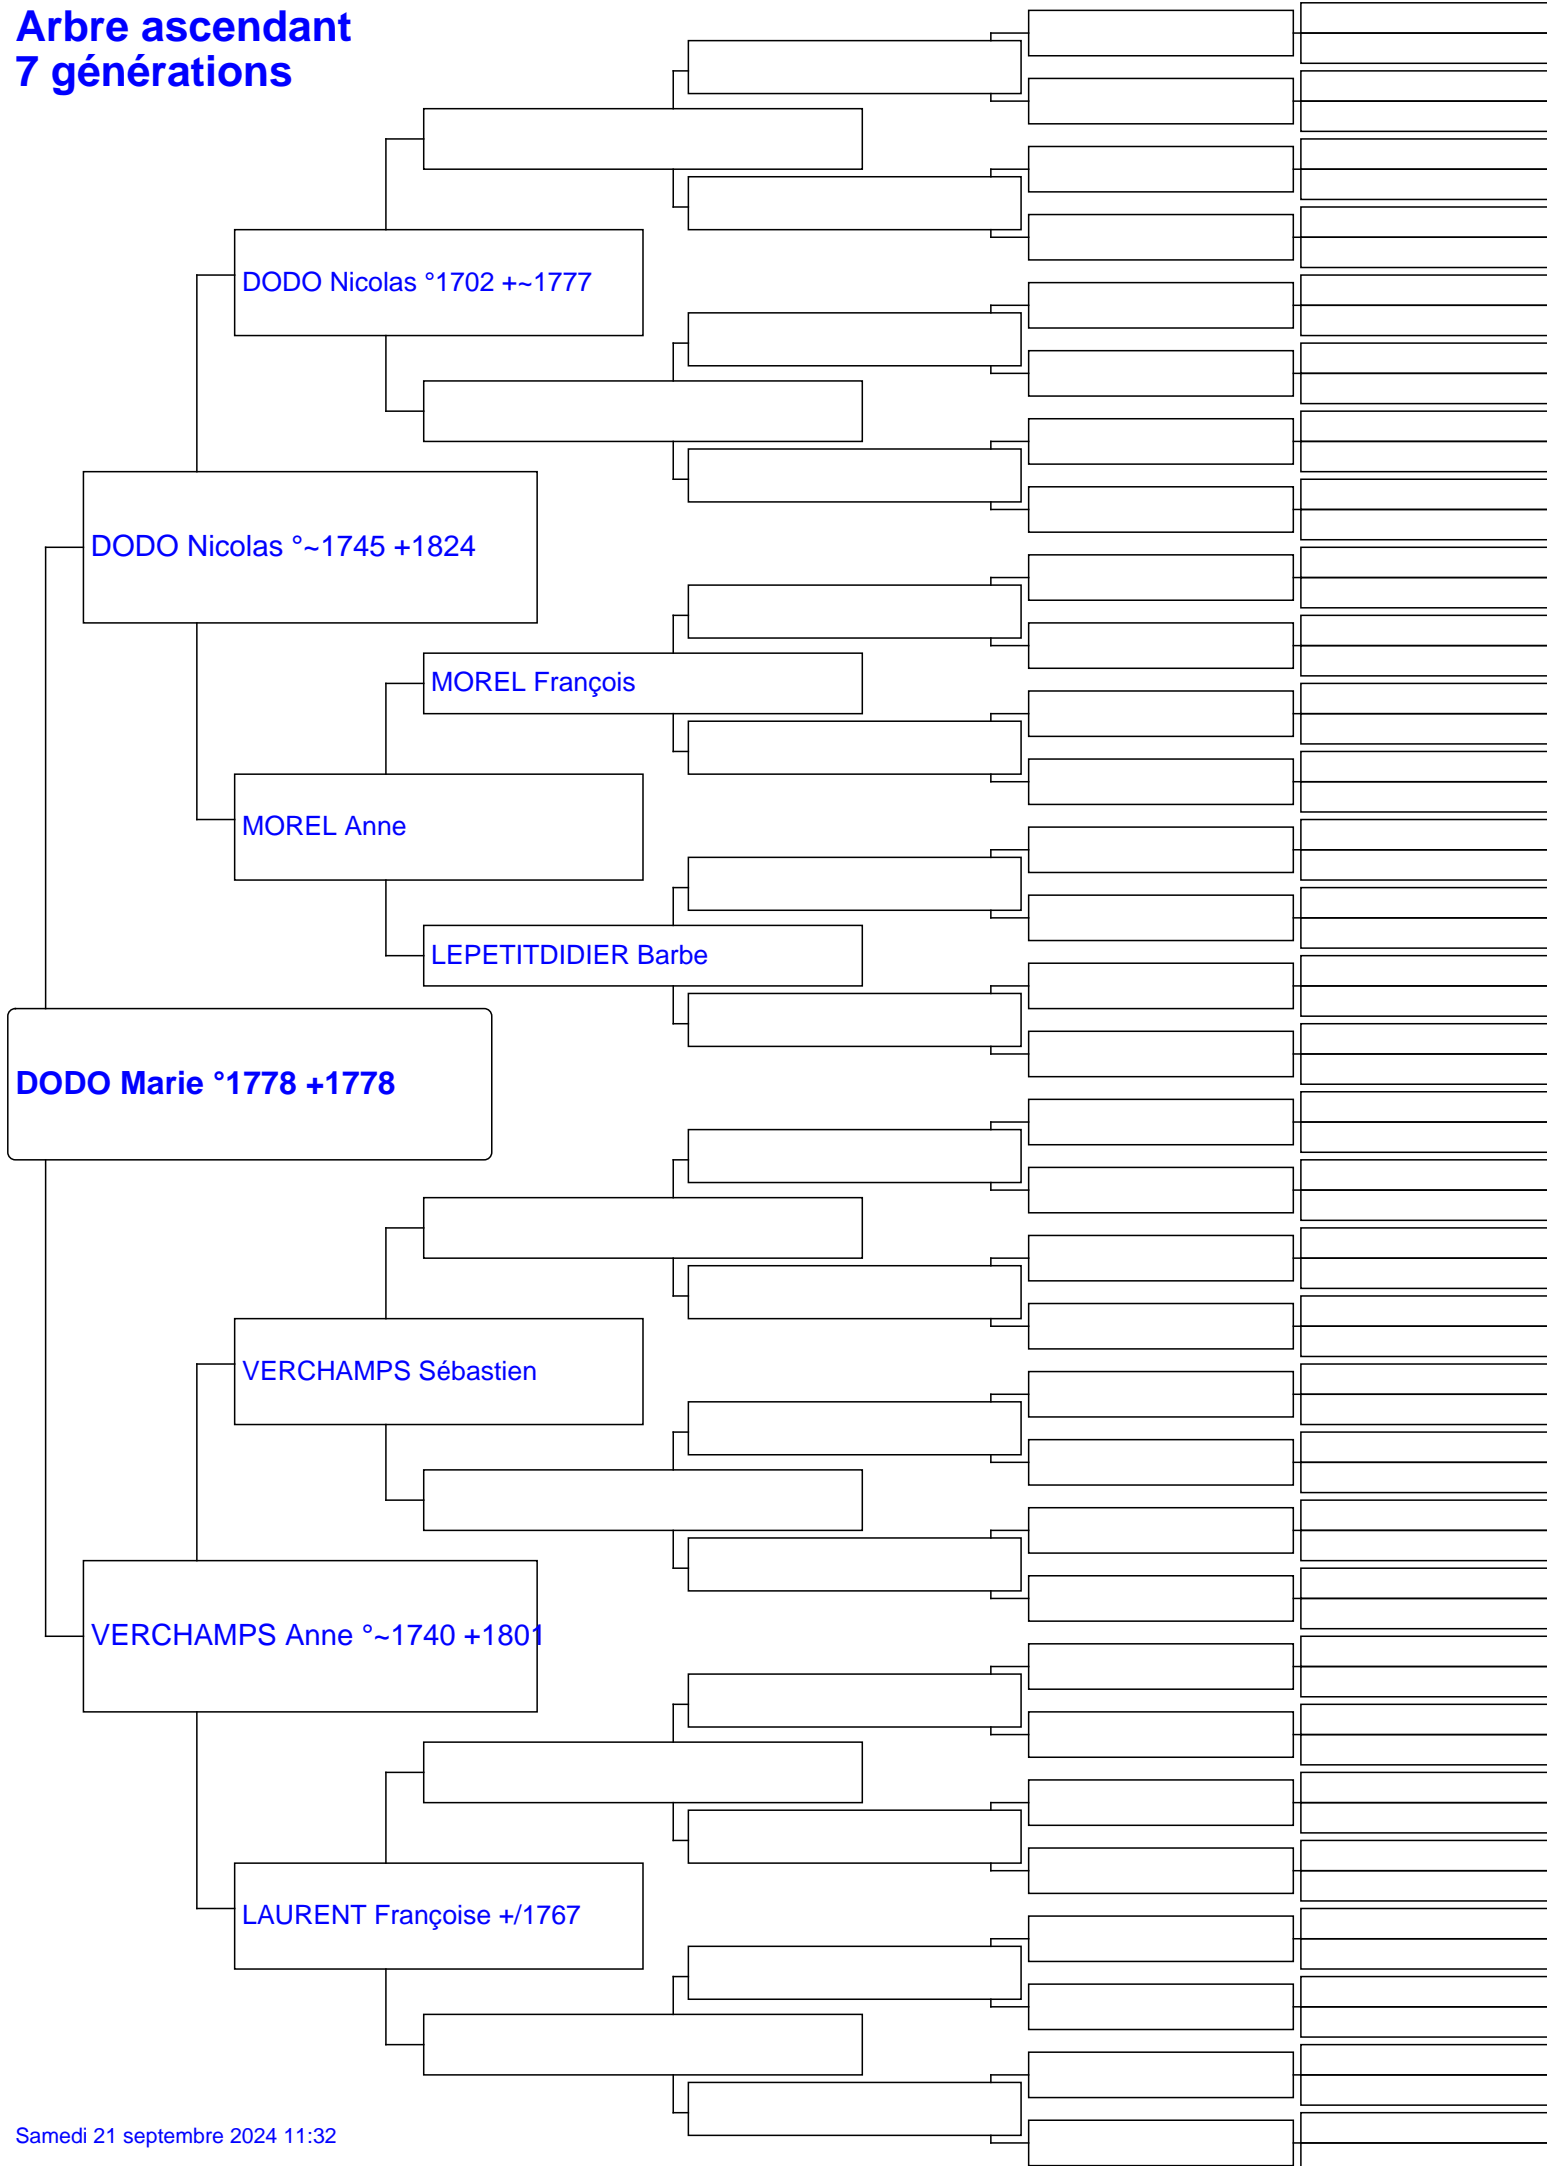 Arbre ascendant
7 générations
DODO Nicolas °1702 +~1777
DODO Nicolas °~1745 +1824
MOREL François
MOREL Anne
LEPETITDIDIER Barbe
DODO Marie °1778 +1778
VERCHAMPS Sébastien
VERCHAMPS Anne °~1740 +1801
LAURENT Françoise +/1767
Samedi 21 septembre 2024 11:32